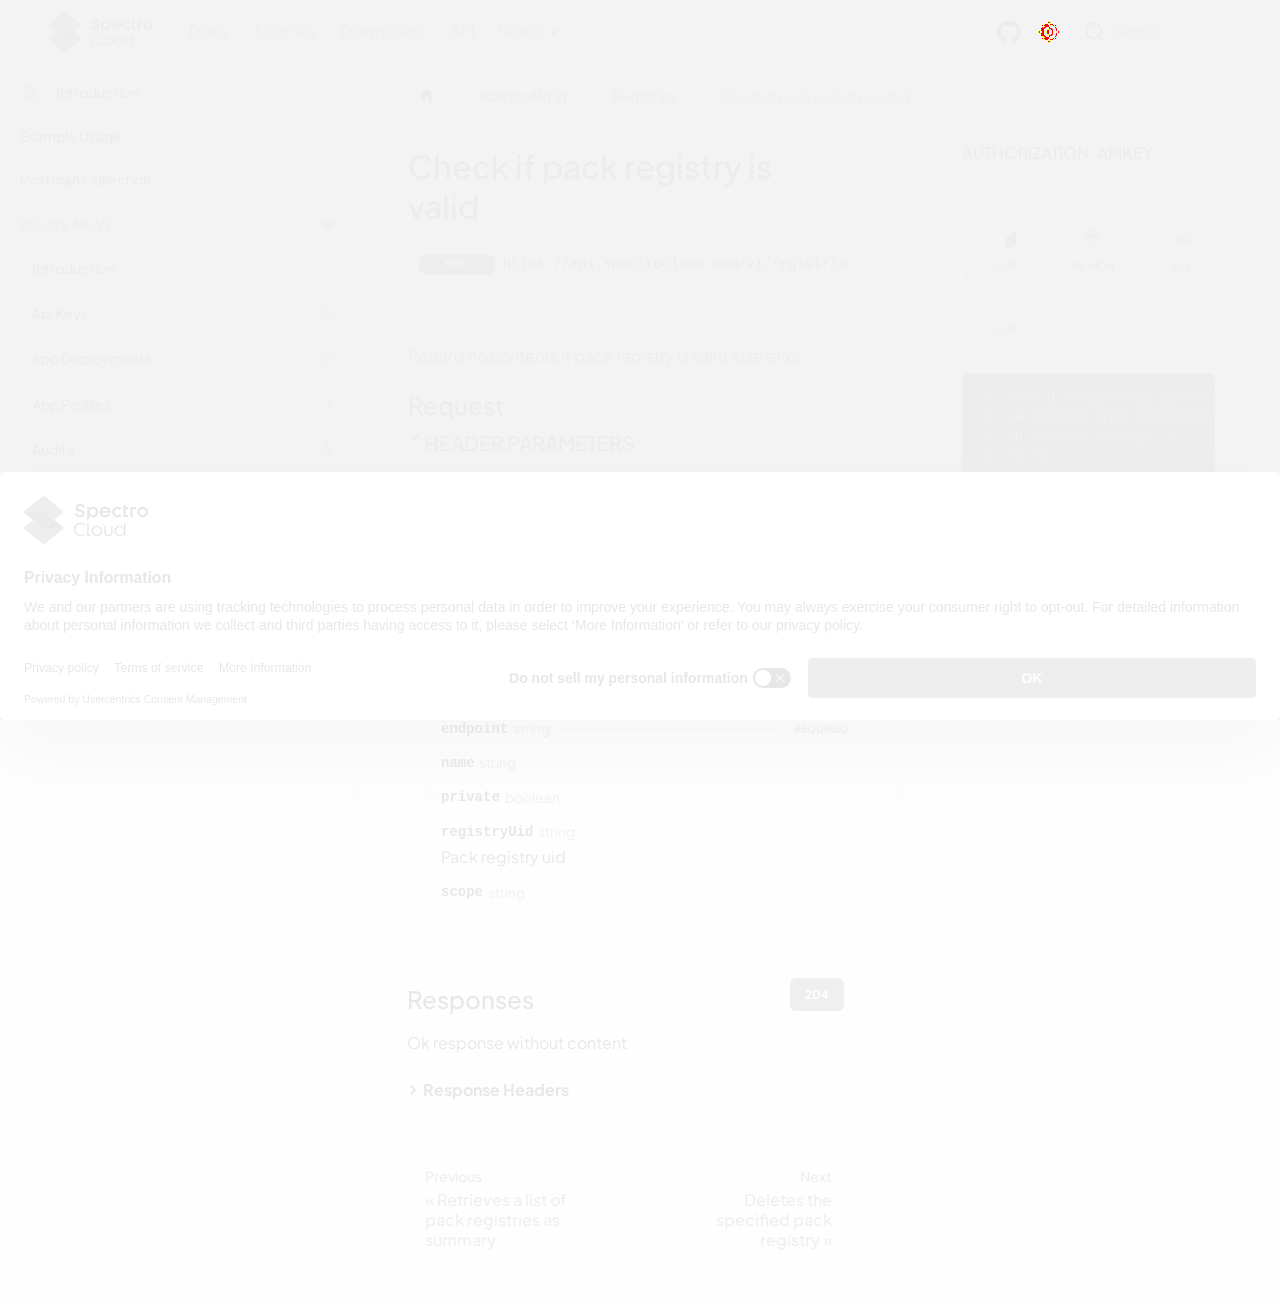 Spectro Cloud Docs Tutorials Downloads API latest Search
Introduction
Palette API V1 Registries Check if pack registry is valid
Example Usage
AUTHORIZATION: APIKEY
Check if pack registry is
valid
Postman Collection
Palette API V1
CURL PYTHON GO
POST https://api.spectrocloud.com/v1/registrie
Introduction
Api Keys
CURL
App Deployments
Returns no contents if pack registry is valid else error
App Profiles
Request
HEADER PARAMETERS
Audits
Spectro Cloud
Privacy Information
We and our partners are using tracking technologies to process personal data in order to improve your experience. You may always exercise your consumer right to opt-out. For detailed information
about personal information we collect and third parties having access to it, please select 'More Information' or refer to our privacy policy.
Privacy policy Terms of service More Information
Do not sell my personal information
OK
Powered by Usercentrics Consent Management
endpoint string REQUIRED
name string
private boolean
registryUid string
Pack registry uid
scope string
Responses
204
Ok response without content
Response Headers
Previous
« Retrieves a list of
pack registries as
summary
Next
Deletes the
specified pack
registry »